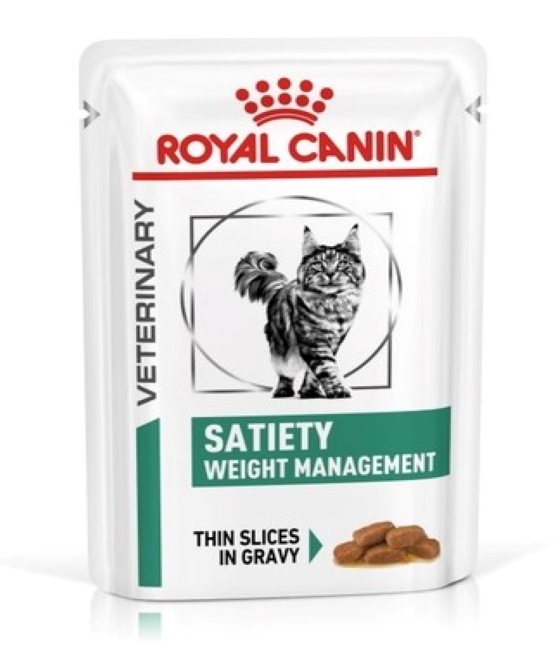 ROYAL CANIN®
VETERINARY
SATIETY
WEIGHT MANAGEMENT
THIN SLICES
IN GRAVY